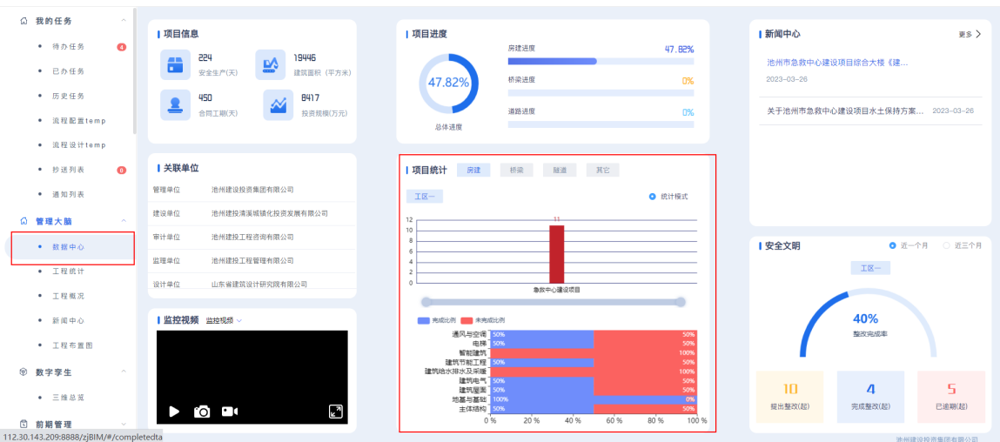 我的任务
待办任务 4
已办任务
历史任务
流程配置temp
流程设计temp
抄送列表 0
通知列表
管理大脑
数据中心
工程统计
工程概况
新闻中心
工程布置图
数字孪生
三维总览
前期管理
112.30.143.209:8888/zjBIM/#/completedta
项目信息
224
安全生产(天)
19446
建筑面积（平方米)
450
合同工期(天)
8417
投资规模(万元)
关联单位
管理单位 池州建设投资集团有限公司
建设单位 池州建投清溪城镇化投资发展有限公司
审计单位 池州建投工程咨询有限公司
监理单位 池州建投工程管理有限公司
设计单位 山东省建筑设计研究院有限公司
监控视频 监控视频
项目进度
47.82%
总体进度
房建进度 47.82%
桥梁进度 0%
道路进度 0%
项目统计 房建 桥梁 隧道 其它
工区一 统计模式
12
10
8
6
4
2
0
11
急救中心建设项目
完成比例 未完成比例
通风与空调 50% 50%
电梯 50% 50%
智能建筑 100%
建筑节能工程 50% 50%
建筑给水排水及采暖 100%
建筑电气 50% 50%
建筑屋面 50% 50%
地基与基础 100% 0%
主体结构 50% 50%
0 % 20 % 40 % 60 % 80 % 100 %
新闻中心 更多
池州市急救中心建设项目综合大楼《建...
2023-03-26
关于池州市急救中心建设项目水土保持方案... 2023-03-26
安全文明 近一个月 近三个月
工区一
40%
整改完成率
10
提出整改(起)
4
完成整改(起)
5
已逾期(起)
池州建设投资集团有限公司